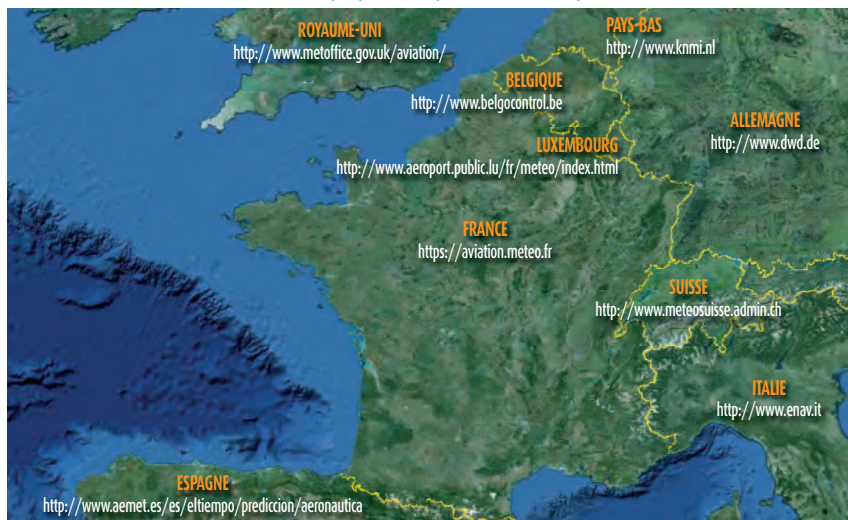 ROYAUME-UNI
http://www.metoffice.gov.uk/aviation/
PAYS-BAS
http://www.knmi.nl
BELGIQUE
http://www.belgocontrol.be
ALLEMAGNE
http://www.dwd.de
LUXEMBOURG
http://www.aeroport.public.lu/fr/meteo/index.html
FRANCE
https://aviation.meteo.fr
SUISSE
http://www.meteosuisse.admin.ch
ITALIE
http://www.enav.it
ESPAGNE
http://www.aemet.es/es/eltiempo/prediccion/aeronautica